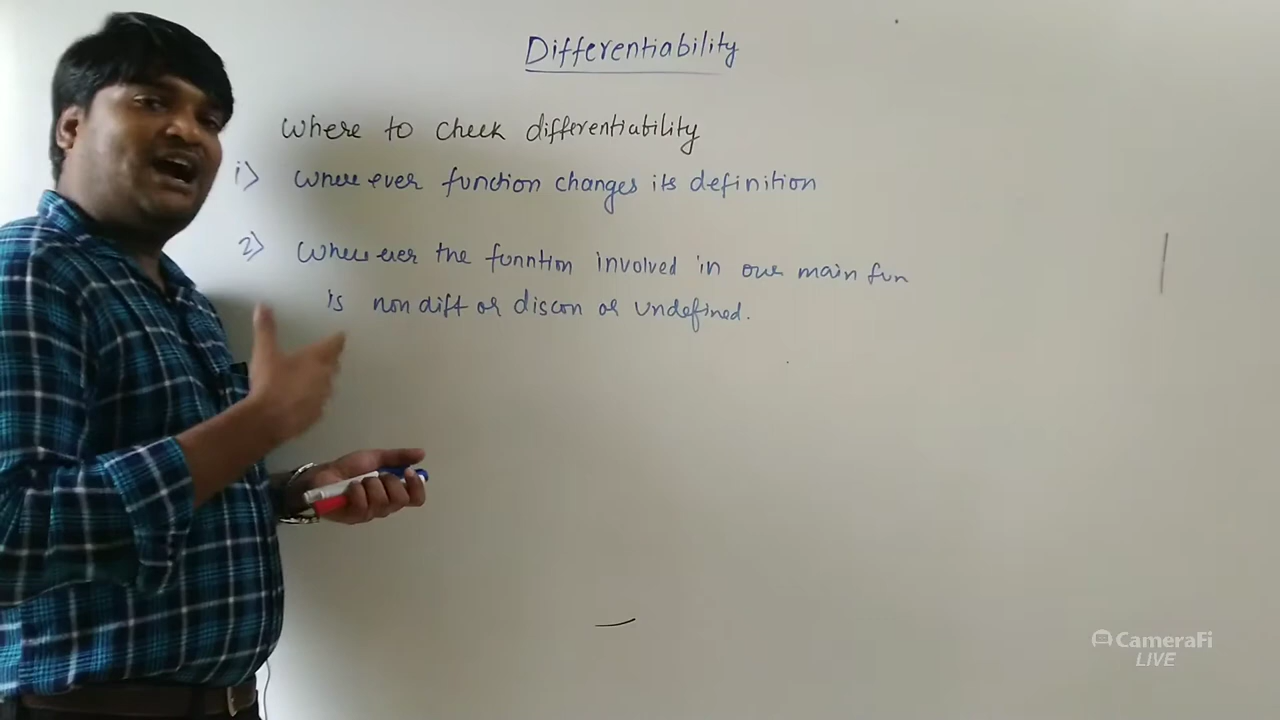 Differentiability
where to check differentiability
i> where ever function changes its definition
2> where ever the funntion involved in our main fun
is non diff or discon or undefined.
CameraFi
LIVE